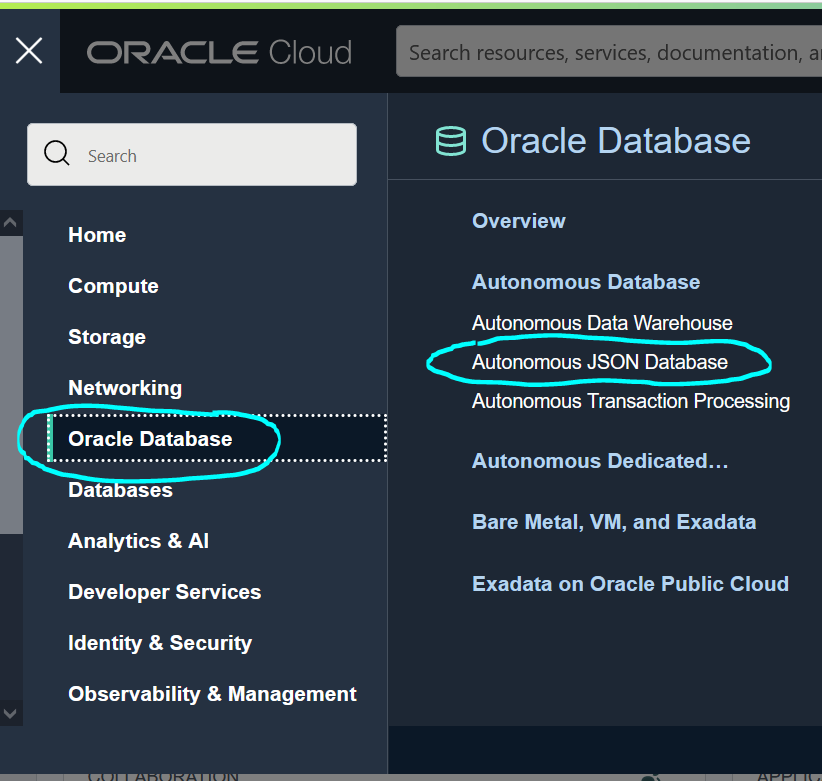 ORACLE Cloud
Search resources, services, documentation,
Search
Home
Compute
Storage
Networking
Oracle Database
Databases
Analytics & AI
Developer Services
Identity & Security
Observability & Management
Oracle Database
Overview
Autonomous Database
Autonomous Data Warehouse
Autonomous JSON Database
Autonomous Transaction Processing
Autonomous Dedicated...
Bare Metal, VM, and Exadata
Exadata on Oracle Public Cloud
COLLABORATION